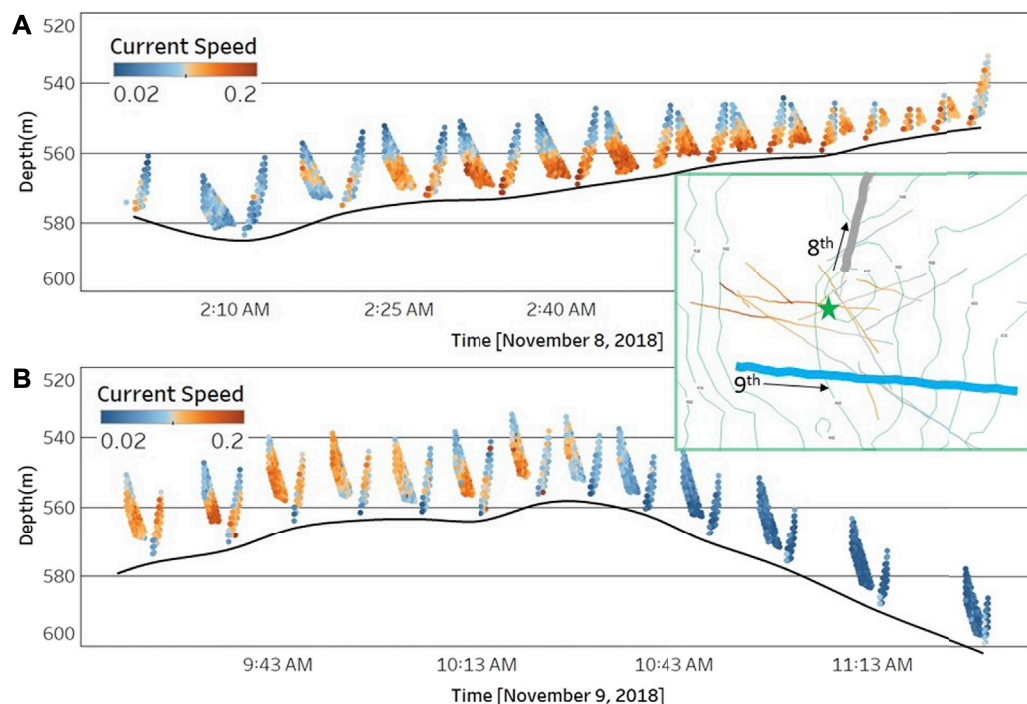 A
520
540
560
580
600
Depth(m)
Current Speed
0.02 0.2
2:10 AM 2:25 AM 2:40 AM
Time [November 8, 2018]
8th
9th
B
520
540
560
580
600
Depth(m)
Current Speed
0.02 0.2
9:43 AM 10:13 AM 10:43 AM 11:13 AM
Time [November 9, 2018]